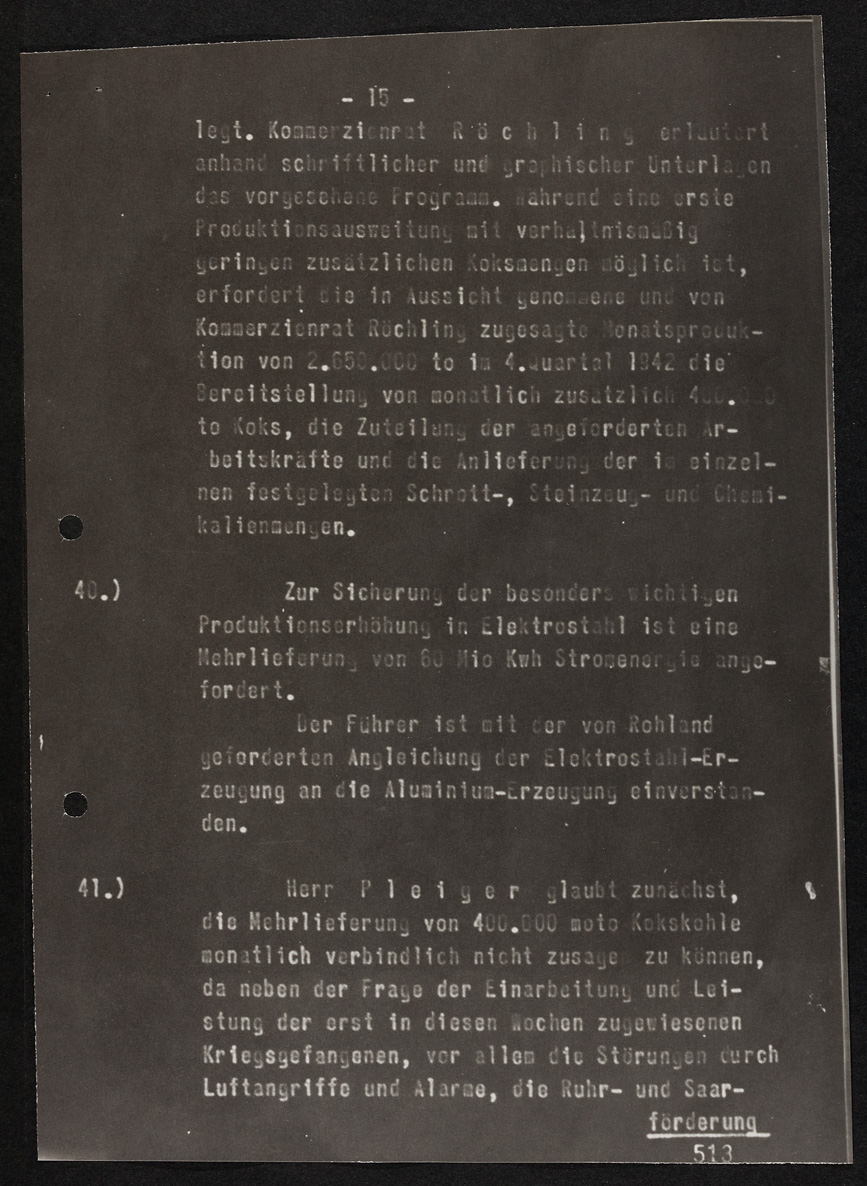 - 15 -
legt. Kommerzienrat R ö c h l i n g erläutert
anhand schriftlicher und graphischer Unterlagen
das vorgesehene Programm. Während eine erste
Produktionsausweitung mit verhältnismäßig
geringen zusätzlichen Koksmengen möglich ist,
erfordert die in Aussicht genommene und von
Kommerzienrat Röchling zugesagte Monatsproduk-
tion von 2.650.000 to im 4.Quartal 1942 die
Bereitstellung von monatlich zusätzlich 400.000
to Koks, die Zuteilung der angeforderten Ar-
beitskräfte und die Anlieferung der im einzel-
nen festgelegten Schrott-, Steinzeug- und Chemi-
kalienmengen.
40.) Zur Sicherung der besonders wichtigen
Produktionserhöhung in Elektrostahl ist eine
Mehrlieferung von 60 Mio Kwh Stromenergie ange-
fordert.
Der Führer ist mit der von Rohland
geforderten Angleichung der Elektrostahl-Er-
zeugung an die Aluminium-Erzeugung einverstan-
den.
41.) Herr P l e i g e r glaubt zunächst,
die Mehrlieferung von 400.000 moto Kokskohle
monatlich verbindlich nicht zusagen zu können,
da neben der Frage der Einarbeitung und Lei-
stung der erst in diesen Wochen zugewiesenen
Kriegsgefangenen, vor allem die Störungen durch
Luftangriffe und Alarme, die Ruhr- und Saar-
förderung
513